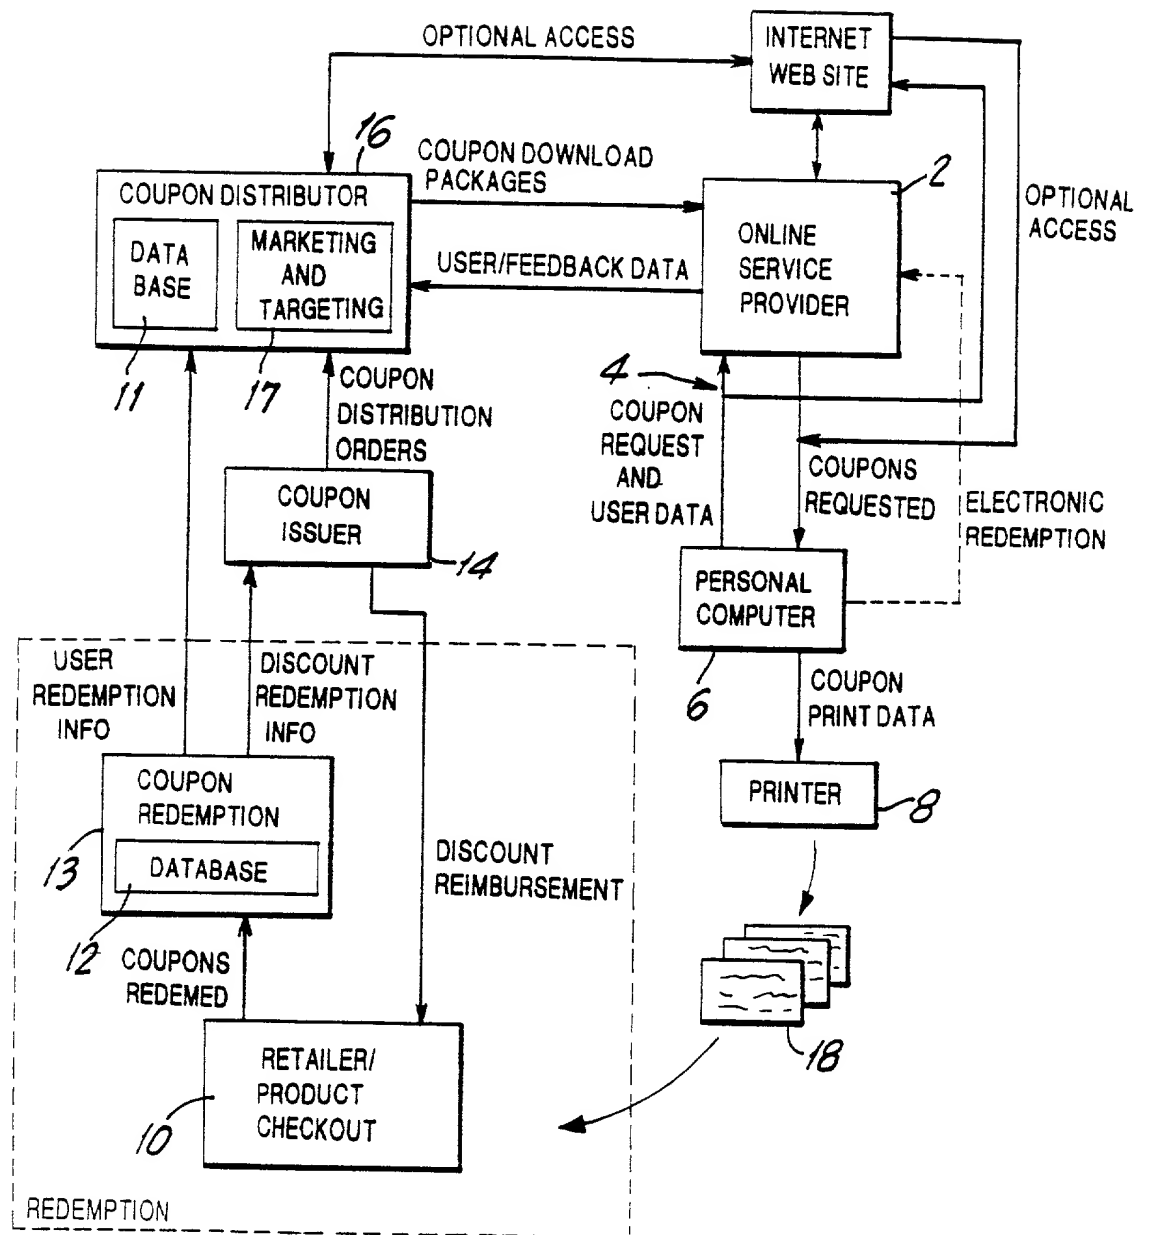 OPTIONAL ACCESS
INTERNET
WEB SITE
16
COUPON DOWNLOAD
PACKAGES
2
OPTIONAL
ACCESS
COUPON DISTRIBUTOR
DATA
BASE
MARKETING
AND
TARGETING
ONLINE
SERVICE
PROVIDER
USER/FEEDBACK DATA
11
17
COUPON
DISTRIBUTION
ORDERS
4
COUPON
REQUEST
AND
USER DATA
COUPONS
REQUESTED
ELECTRONIC
REDEMPTION
COUPON
ISSUER
14
PERSONAL
COMPUTER
6
USER
REDEMPTION
INFO
DISCOUNT
REDEMPTION
INFO
COUPON
PRINT DATA
COUPON
REDEMPTION
DATABASE
13
12
PRINTER
8
DISCOUNT
REIMBURSEMENT
COUPONS
REDEMED
18
RETAILER/
PRODUCT
CHECKOUT
10
REDEMPTION